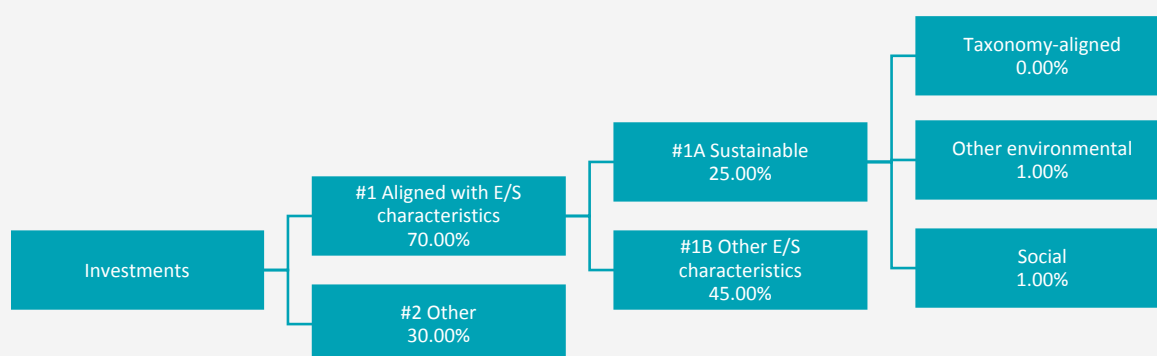 Investments
#1 Aligned with E/S
characteristics
70.00%
#2 Other
30.00%
#1A Sustainable
25.00%
#1B Other E/S
characteristics
45.00%
Taxonomy-aligned
0.00%
Other environmental
1.00%
Social
1.00%